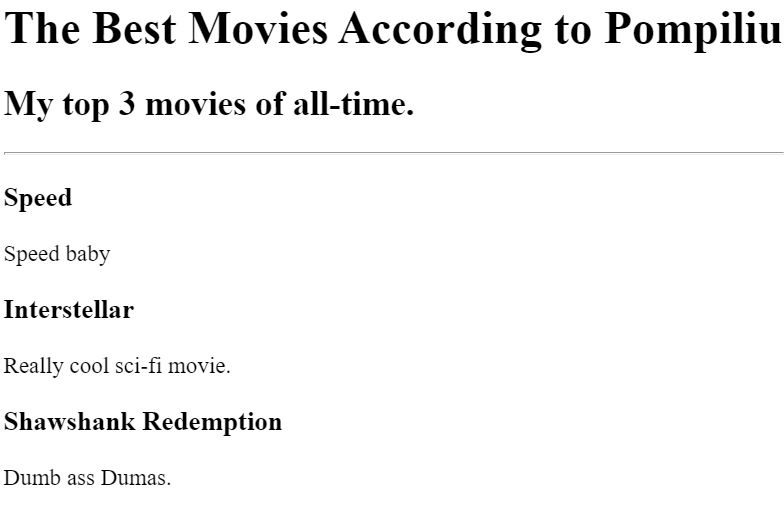 The Best Movies According to Pompiliu
My top 3 movies of all-time.
Speed
Speed baby
Interstellar
Really cool sci-fi movie.
Shawshank Redemption
Dumb ass Dumas.